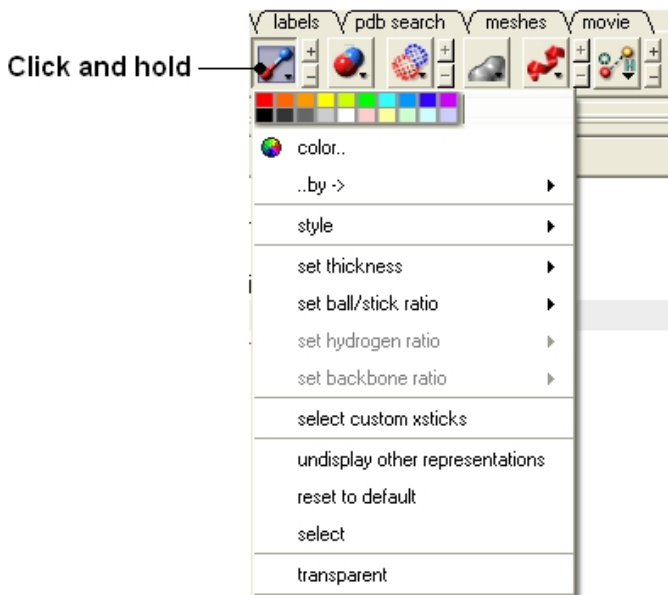 labels pdb search meshes movie
Click and hold
color..
..by ->
style
set thickness
set ball/stick ratio
set hydrogen ratio
set backbone ratio
select custom xsticks
undisplay other representations
reset to default
select
transparent